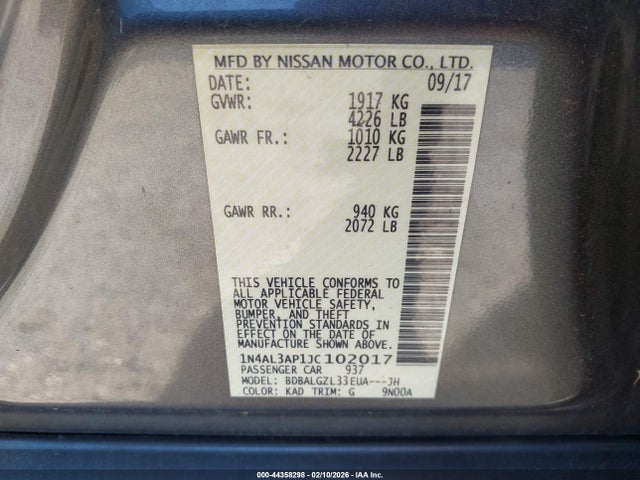 MFD BY NISSAN MOTOR CO., LTD.
DATE: 09/17
GVWR: 1917 KG
4226 LB
GAWR FR.: 1010 KG
2227 LB
GAWR RR.: 940 KG
2072 LB
THIS VEHICLE CONFORMS TO
ALL APPLICABLE FEDERAL
MOTOR VEHICLE SAFETY,
BUMPER, AND THEFT
PREVENTION STANDARDS IN
EFFECT ON THE DATE OF
MANUFACTURE SHOWN ABOVE.
1N4AL3AP1JC102017
PASSENGER CAR 937
MODEL: BDBALGZL33EUA---JH
COLOR: KAD TRIM: G 9N00A
000-44358298 - 02/10/2026 - IAA Inc.